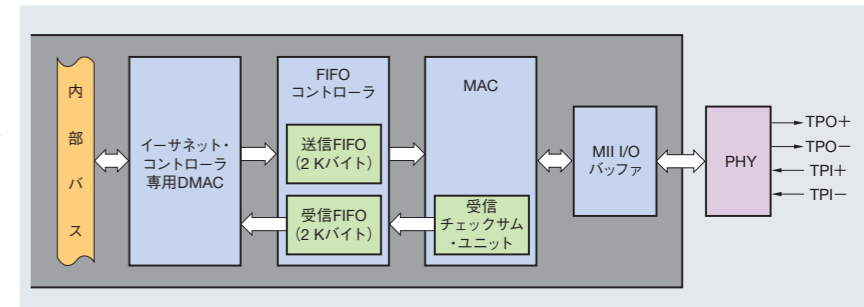 内
部
バ
ス
イーサネット・
コントローラ
専用DMAC
FIFO
コントローラ
送信FIFO
(2 Kバイト)
受信FIFO
(2 Kバイト)
MAC
受信
チェックサム
・ユニット
MII I/O
バッファ
PHY
TPO+
TPO−
TPI+
TPI−